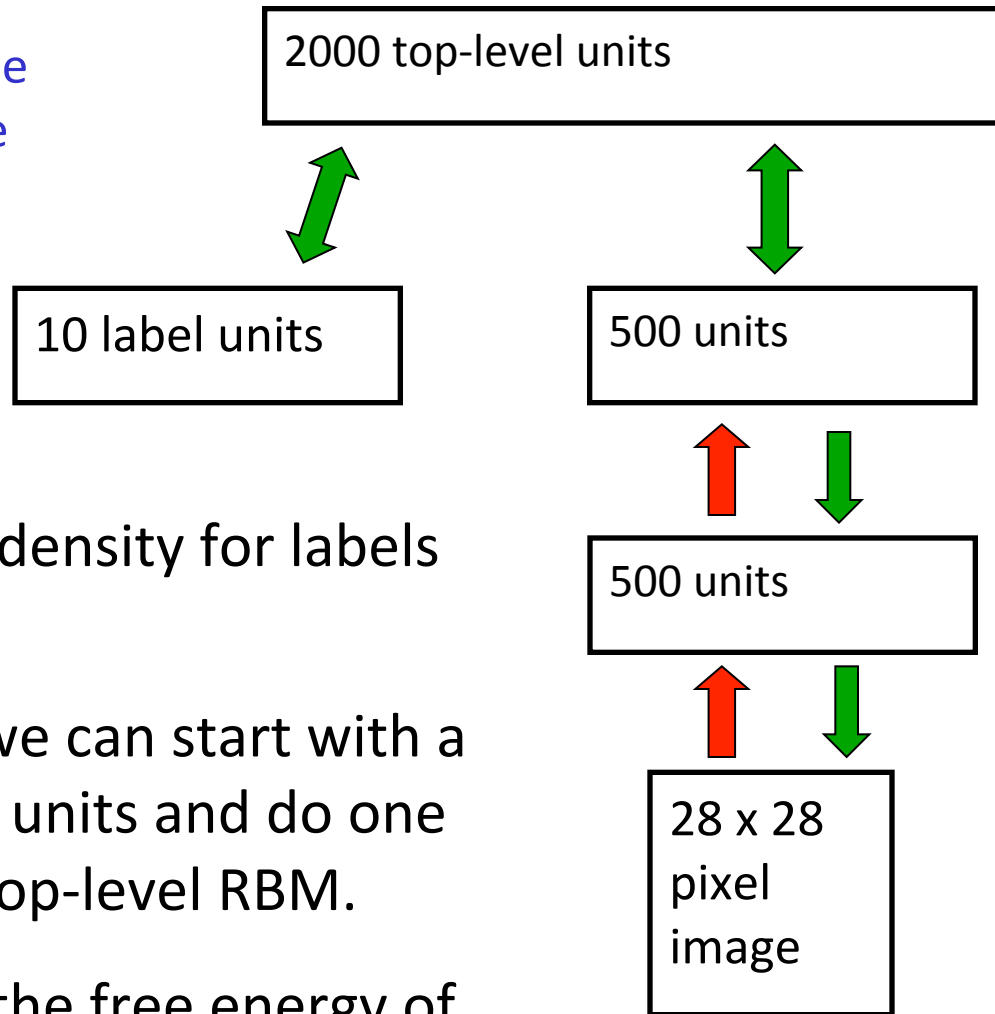 2000 top-level units
10 label units
500 units
density for labels
500 units
we can start with a
units and do one
28 x 28
pixel
image
top-level RBM.
the free energy of